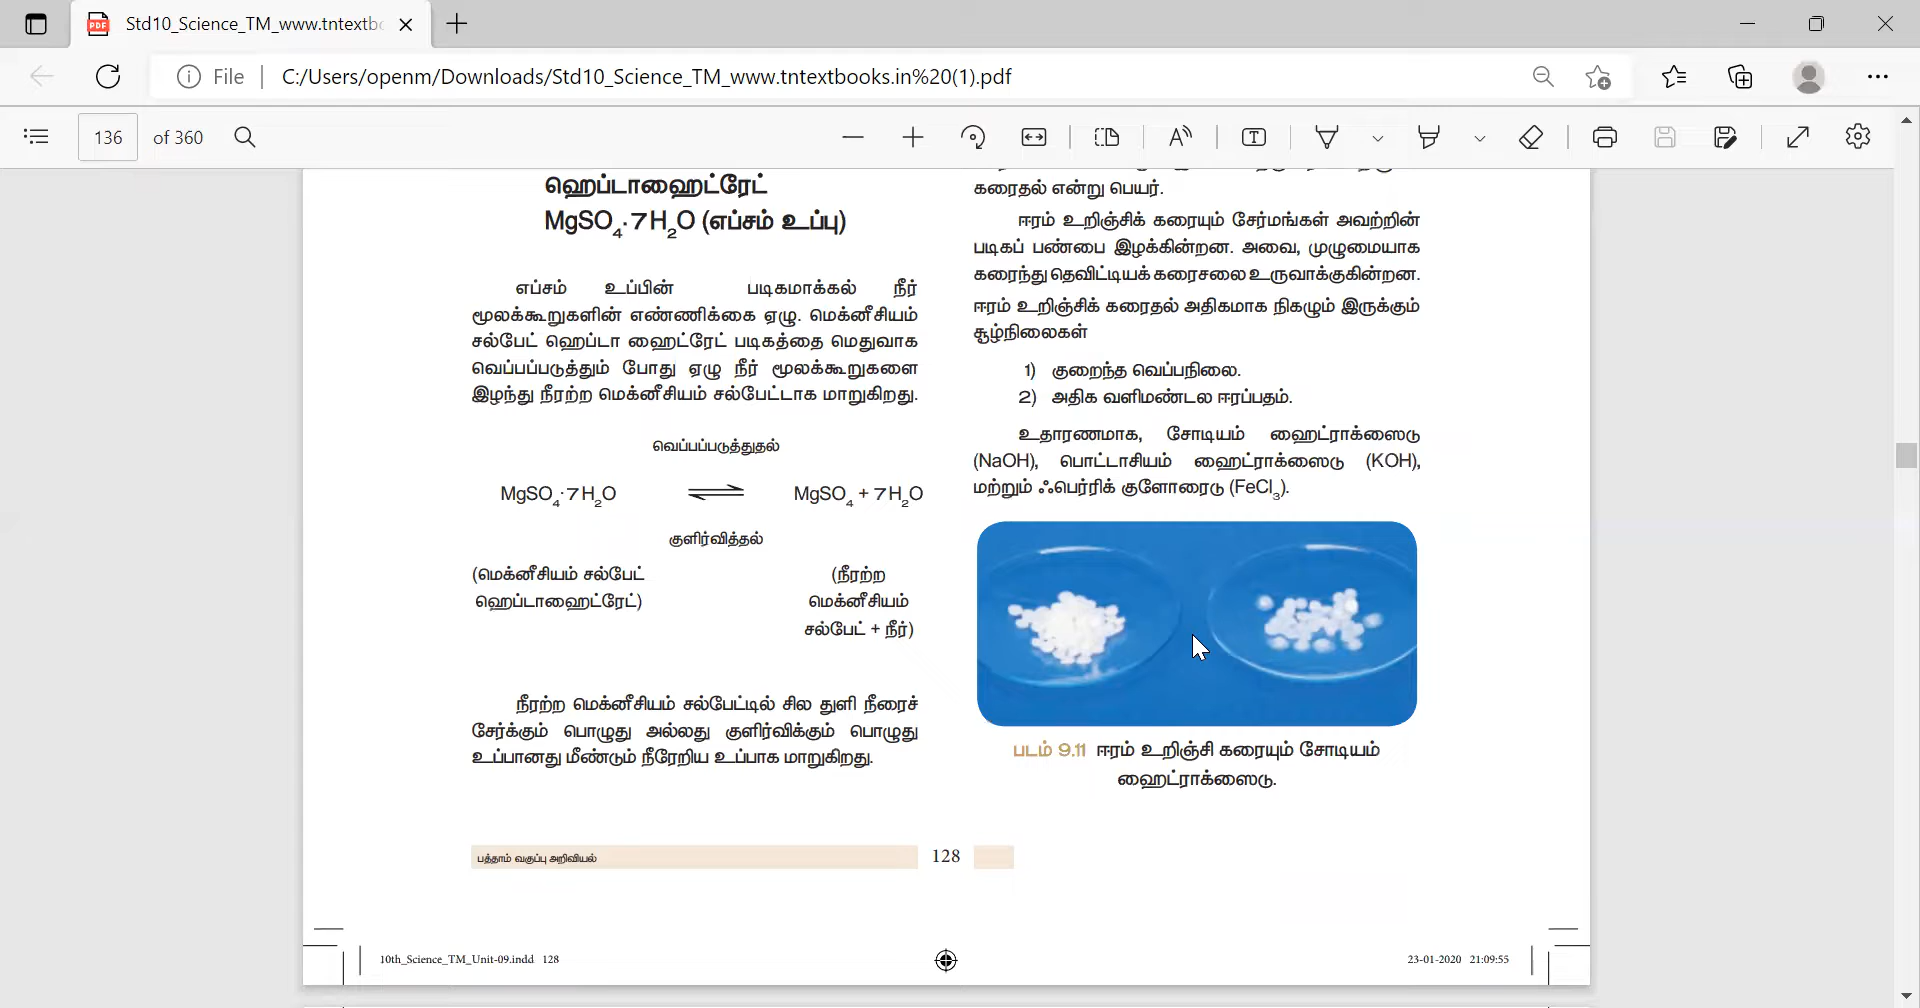 Std10_Science_TM_www.tntextbo
File
C:/Users/openm/Downloads/Std10_Science_TM_www.tntextbooks.in%20(1).pdf
136 of 360
ஹெப்டாஹைட்ரேட்
MgSO₄·7H₂O (எப்சம் உப்பு)
எப்சம் உப்பின் படிகமாக்கல் நீர்
மூலக்கூறுகளின் எண்ணிக்கை ஏழு. மெக்னீசியம்
சல்பேட் ஹெப்டா ஹைட்ரேட் படிகத்தை மெதுவாக
வெப்பப்படுத்தும் போது ஏழு நீர் மூலக்கூறுகளை
இழந்து நீரற்ற மெக்னீசியம் சல்பேட்டாக மாறுகிறது.
வெப்பப்படுத்துதல்
MgSO₄·7H₂O ⇌ MgSO₄ + 7H₂O
குளிர்வித்தல்
(மெக்னீசியம் சல்பேட்
ஹெப்டாஹைட்ரேட்)
(நீரற்ற
மெக்னீசியம்
சல்பேட் + நீர்)
நீரற்ற மெக்னீசியம் சல்பேட்டில் சில துளி நீரைச்
சேர்க்கும் பொழுது அல்லது குளிர்விக்கும் பொழுது
உப்பானது மீண்டும் நீரேறிய உப்பாக மாறுகிறது.
கரைதல் என்று பெயர்.
ஈரம் உறிஞ்சிக் கரையும் சேர்மங்கள் அவற்றின்
படிகப் பண்பை இழக்கின்றன. அவை, முழுமையாக
கரைந்து தெவிட்டியக் கரைசலை உருவாக்குகின்றன.
ஈரம் உறிஞ்சிக் கரைதல் அதிகமாக நிகழும் இருக்கும்
சூழ்நிலைகள்
1) குறைந்த வெப்பநிலை.
2) அதிக வளிமண்டல ஈரப்பதம்.
உதாரணமாக, சோடியம் ஹைட்ராக்ஸைடு
(NaOH), பொட்டாசியம் ஹைட்ராக்ஸைடு (KOH),
மற்றும் ஃபெர்ரிக் குளோரைடு (FeCl₃).
படம் 9.11 ஈரம் உறிஞ்சி கரையும் சோடியம்
ஹைட்ராக்ஸைடு.
பத்தாம் வகுப்பு அறிவியல்
128
10th_Science_TM_Unit-09.indd 128
23-01-2020 21:09:55